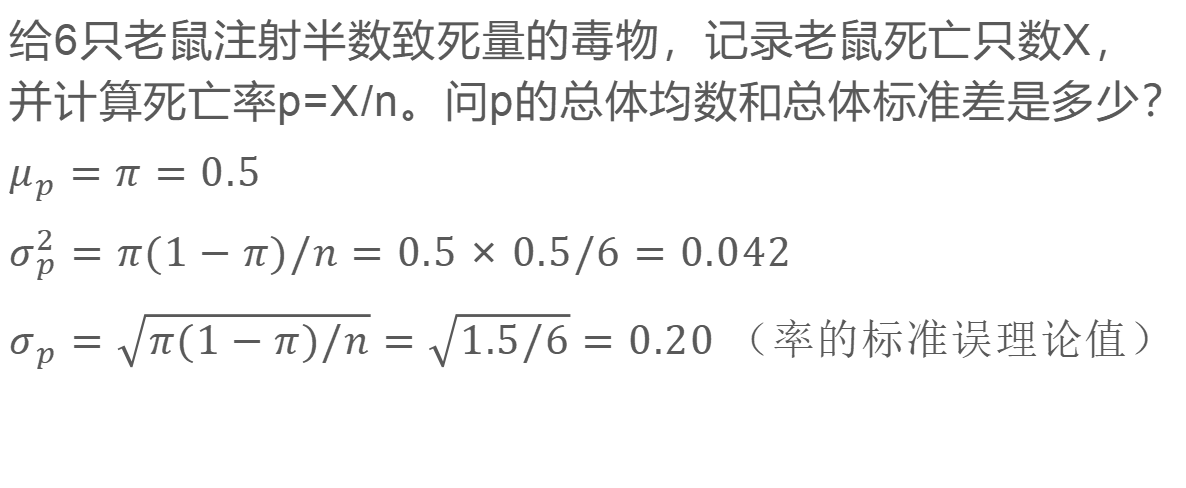 给6只老鼠注射半数致死量的毒物，记录老鼠死亡只数X，
并计算死亡率p=X/n。问p的总体均数和总体标准差是多少？
μₚ = π = 0.5
σₚ² = π(1 − π)/n = 0.5 × 0.5/6 = 0.042
σₚ = √(π(1 − π)/n) = √(1.5/6) = 0.20 （率的标准误理论值）